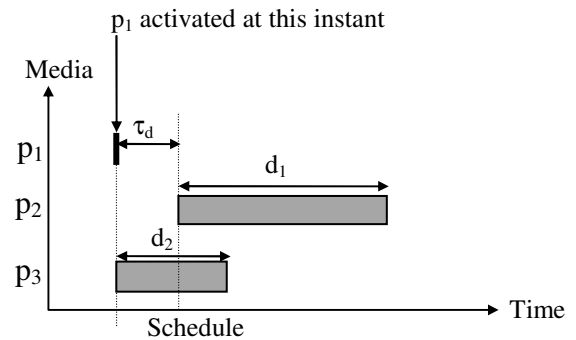 p₁ activated at this instant
Media
τd
p₁
d₁
p₂
d₂
p₃
Time
Schedule